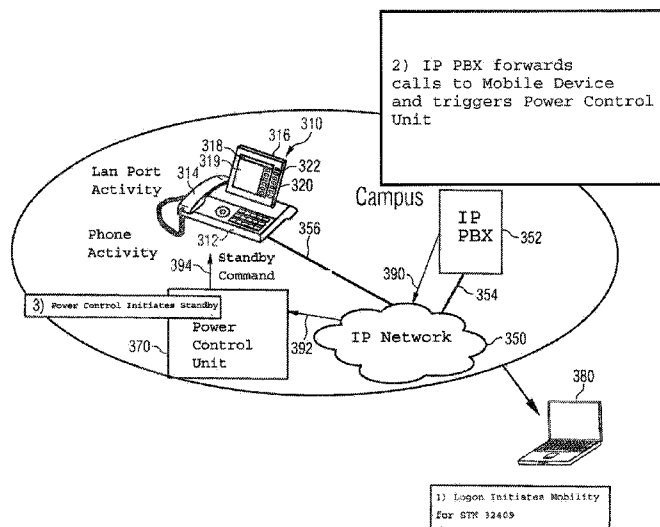 2) IP PBX forwards
calls to Mobile Device
and triggers Power Control
Unit
318
316
310
319
322
314
320
Lan Port
Activity
Campus
IP
PBX
352
312
356
Phone
Activity
394
Standby
Command
390
354
3) Power Control Initiates Standby
Power
Control
Unit
370
392
IP Network
350
380
1) Logon Initiates Mobility
for STN 32409